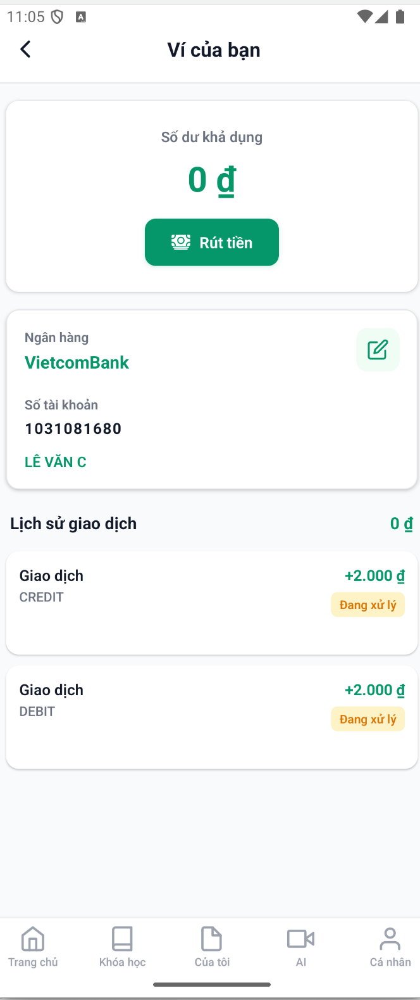 11:05
A
Ví của bạn
Số dư khả dụng
0 ₫
Rút tiền
Ngân hàng
VietcomBank
Số tài khoản
1031081680
LÊ VĂN C
Lịch sử giao dịch 0 ₫
Giao dịch +2.000 ₫
CREDIT Đang xử lý
Giao dịch +2.000 ₫
DEBIT Đang xử lý
Trang chủ Khóa học Của tôi AI Cá nhân